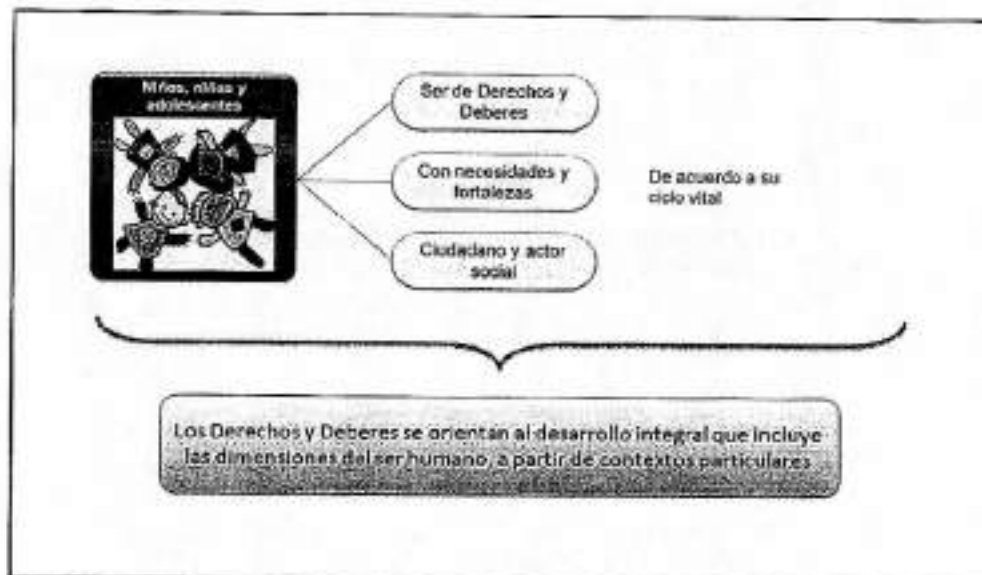 Niños, niñas y
adolescentes
Ser de Derechos y
Deberes
Con necesidades y
fortalezas
De acuerdo a su
ciclo vital
Ciudadano y actor
social
Los Derechos y Deberes se orientan al desarrollo integral que incluye
las dimensiones del ser humano, a partir de contextos particulares